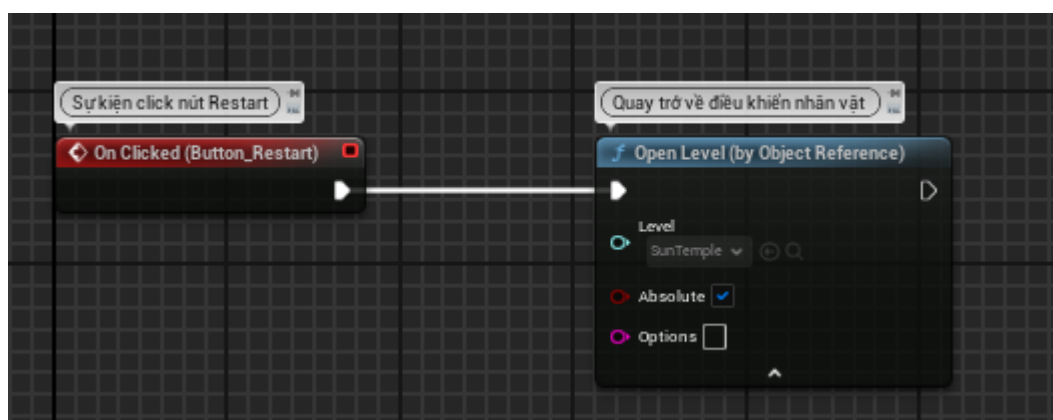 Sự kiện click nút Restart
Quay trở về điều khiển nhân vật
On Clicked (Button_Restart)
f Open Level (by Object Reference)
Level
SunTemple
Absolute
Options